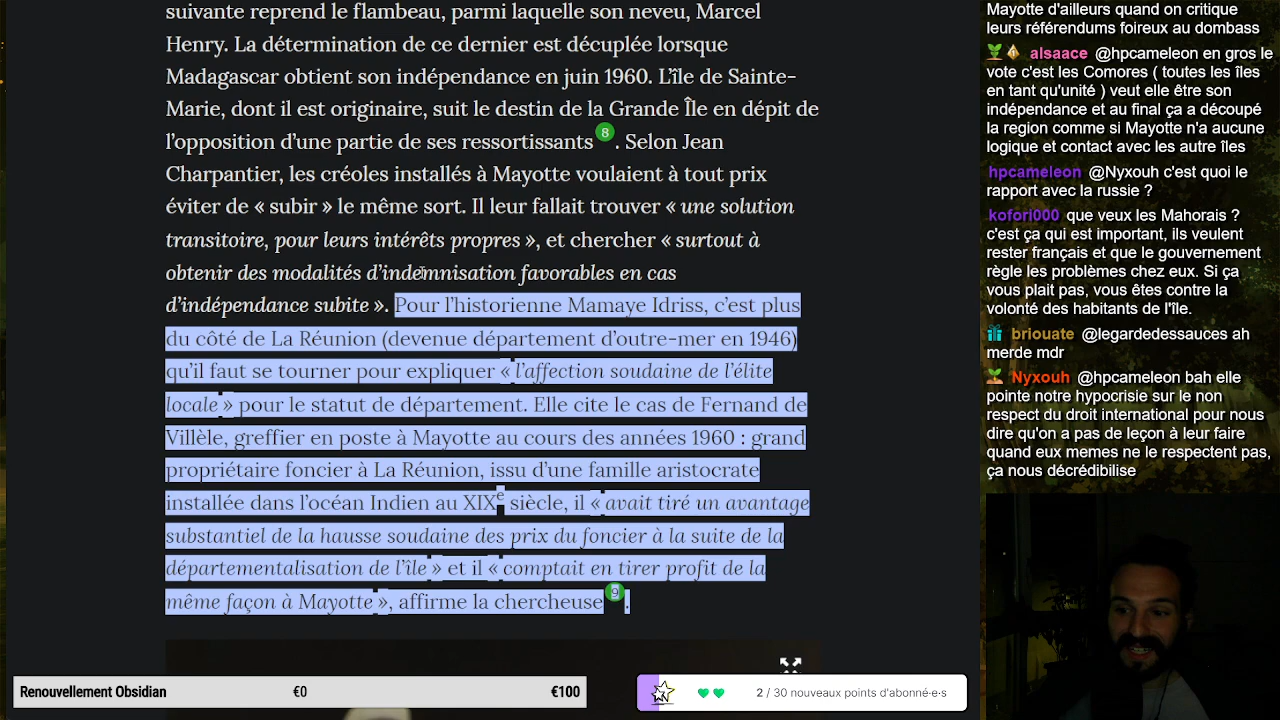 suivante reprend le flambeau, parmi laquelle son neveu, Marcel
Henry. La détermination de ce dernier est décuplée lorsque
Madagascar obtient son indépendance en juin 1960. L’île de Sainte-
Marie, dont il est originaire, suit le destin de la Grande Île en dépit de
l’opposition d’une partie de ses ressortissants 8. Selon Jean
Charpantier, les créoles installés à Mayotte voulaient à tout prix
éviter de « subir » le même sort. Il leur fallait trouver « une solution
transitoire, pour leurs intérêts propres », et chercher « surtout à
obtenir des modalités d’indemnisation favorables en cas
d’indépendance subite ». Pour l’historienne Mamaye Idriss, c’est plus
du côté de La Réunion (devenue département d’outre-mer en 1946)
qu’il faut se tourner pour expliquer « l’affection soudaine de l’élite
locale » pour le statut de département. Elle cite le cas de Fernand de
Villèle, greffier en poste à Mayotte au cours des années 1960 : grand
propriétaire foncier à La Réunion, issu d’une famille aristocrate
installée dans l’océan Indien au XIXe siècle, il « avait tiré un avantage
substantiel de la hausse soudaine des prix du foncier à la suite de la
départementalisation de l’île » et il « comptait en tirer profit de la
même façon à Mayotte », affirme la chercheuse 9.
Renouvellement Obsidian €0 €100
2 / 30 nouveaux points d'abonné·e·s
Mayotte d'ailleurs quand on critique
leurs référendums foireux au dombass
alsaace @hpcameleon en gros le
vote c'est les Comores ( toutes les îles
en tant qu'unité ) veut elle être son
indépendance et au final ça a découpé
la region comme si Mayotte n'a aucune
logique et contact avec les autre îles
hpcameleon @Nyxouh c'est quoi le
rapport avec la russie ?
kofori000 que veux les Mahorais ?
c'est ça qui est important, ils veulent
rester français et que le gouvernement
règle les problèmes chez eux. Si ça
vous plait pas, vous êtes contre la
volonté des habitants de l'île.
briouate @legardedessauces ah
merde mdr
Nyxouh @hpcameleon bah elle
pointe notre hypocrisie sur le non
respect du droit international pour nous
dire qu'on a pas de leçon à leur faire
quand eux memes ne le respectent pas,
ça nous décrédibilise